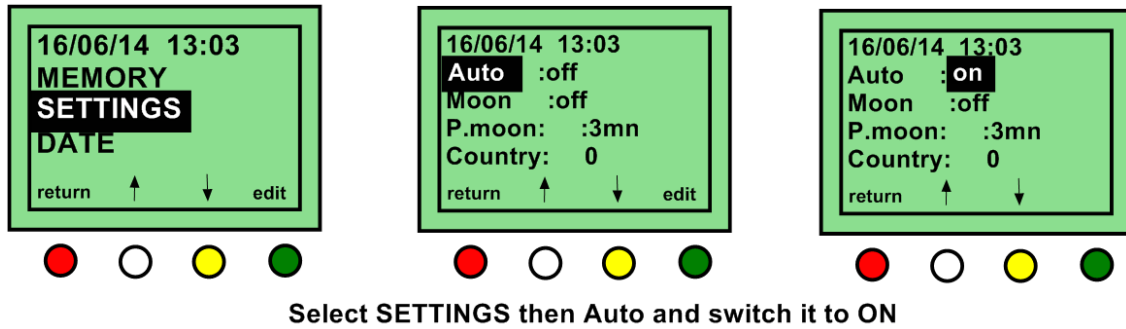 16/06/14 13:03
MEMORY
SETTINGS
DATE
return ↑ ↓ edit
16/06/14 13:03
Auto :off
Moon :off
P.moon: :3mn
Country: 0
return ↑ ↓ edit
16/06/14 13:03
Auto : on
Moon :off
P.moon: :3mn
Country: 0
return ↑ ↓
Select SETTINGS then Auto and switch it to ON